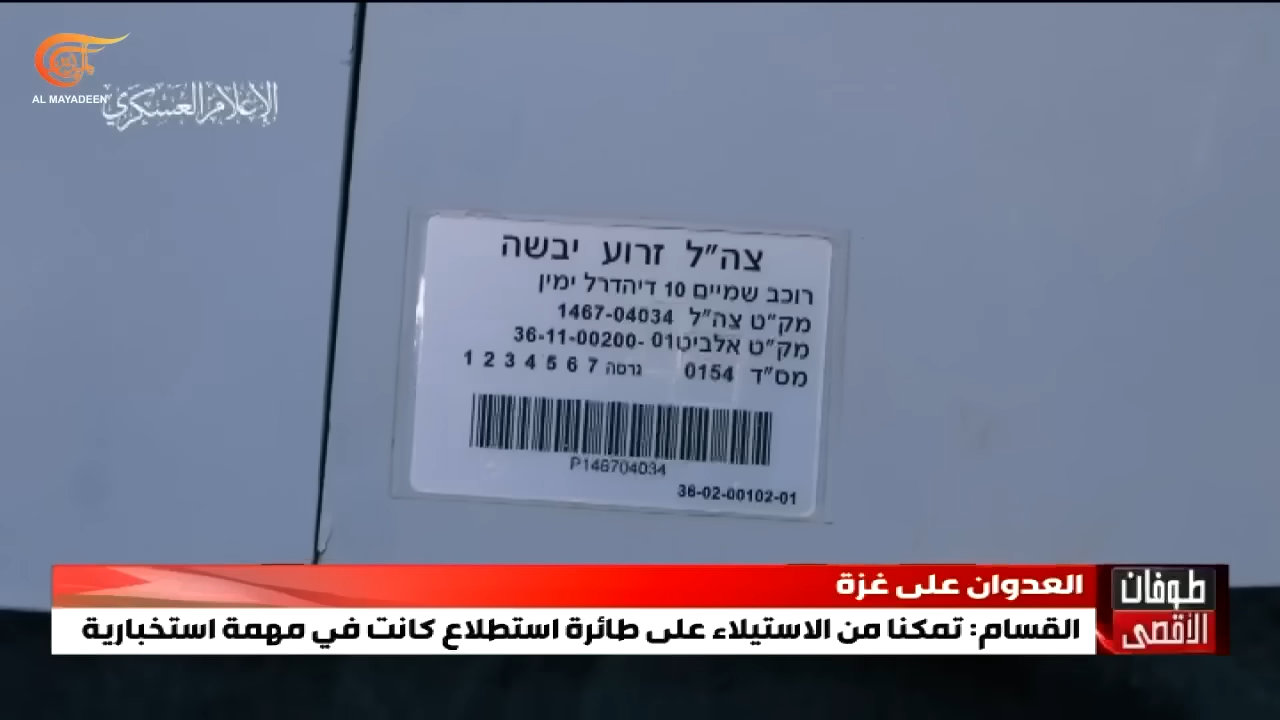 AL MAYADEEN
الإعلام العسكري
צה״ל זרוע יבשה
רוכב שמיים 10 דיהדרל ימין
מק״ט צה״ל 1467-04034
מק״ט אלביט 36-11-00200-01
מס״ד 0154 גרסה 1 2 3 4 5 6 7
P146704034
36-02-00102-01
العدوان على غزة
القسام: تمكنا من الاستيلاء على طائرة استطلاع كانت في مهمة استخبارية
طوفان
الأقصى